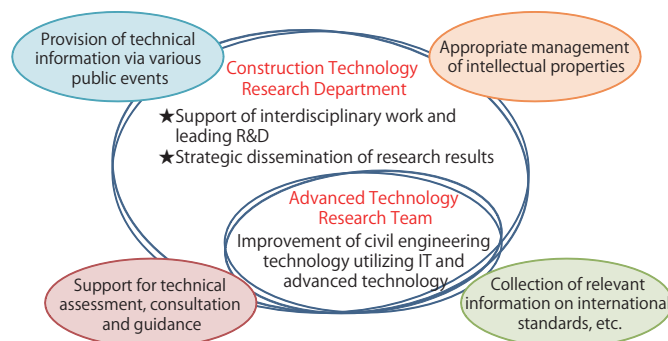 Provision of technical
information via various
public events
Appropriate management
of intellectual properties
Construction Technology
Research Department
★Support of interdisciplinary work and
leading R&D
★Strategic dissemination of research results
Advanced Technology
Research Team
Improvement of civil engineering
technology utilizing IT and
advanced technology
Support for technical
assessment, consultation
and guidance
Collection of relevant
information on international
standards, etc.